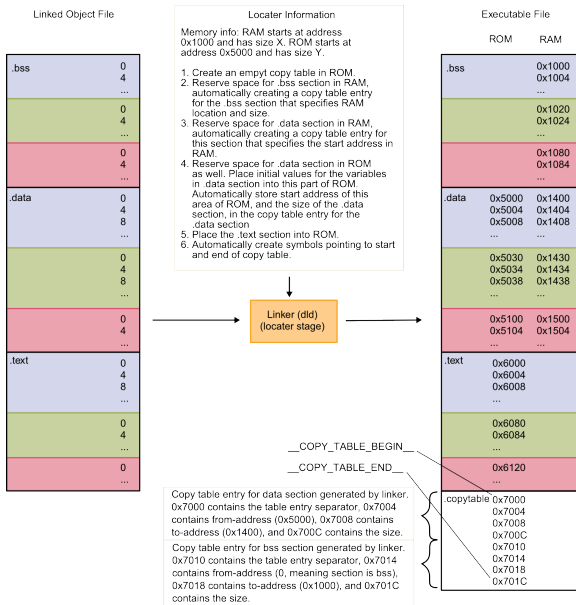 Linked Object File
.bss
0
4
...
0
4
...
0
4
...
.data
0
4
8
...
0
4
8
...
0
4
...
.text
0
4
8
...
0
4
...
0
...
Locater Information
Memory info: RAM starts at address
0x1000 and has size X. ROM starts at
address 0x5000 and has size Y.
1. Create an empyt copy table in ROM.
2. Reserve space for .bss section in RAM,
automatically creating a copy table entry
for the .bss section that specifies RAM
location and size.
3. Reserve space for .data section in RAM,
automatically creating a copy table entry for
this section that specifies the start address in
RAM.
4. Reserve space for .data section in ROM
as well. Place initial values for the variables
in .data section into this part of ROM.
Automatically store start address of this
area of ROM, and the size of the .data
section, in the copy table entry for the
.data section
5. Place the .text section into ROM.
6. Automatically create symbols pointing to start
and end of copy table.
Linker (dld)
(locater stage)
Executable File
ROM RAM
.bss
0x1000
0x1004
...
0x1020
0x1024
...
0x1080
0x1084
...
.data
0x5000 0x1400
0x5004 0x1404
0x5008 0x1408
... ...
0x5030 0x1430
0x5034 0x1434
0x5038 0x1438
... ...
0x5100 0x1500
0x5104 0x1504
... ...
.text
0x6000
0x6004
0x6008
...
0x6080
0x6084
...
0x6120
...
__COPY_TABLE_BEGIN__
__COPY_TABLE_END__
.copytable
0x7000
0x7004
0x7008
0x700C
0x7010
0x7014
0x7018
0x701C
Copy table entry for data section generated by linker.
0x7000 contains the table entry separator, 0x7004
contains from-address (0x5000), 0x7008 contains
to-address (0x1400), and 0x700C contains the size.
Copy table entry for bss section generated by linker.
0x7010 contains the table entry separator, 0x7014
contains from-address (0, meaning section is bss),
0x7018 contains to-address (0x1000), and 0x701C
contains the size.